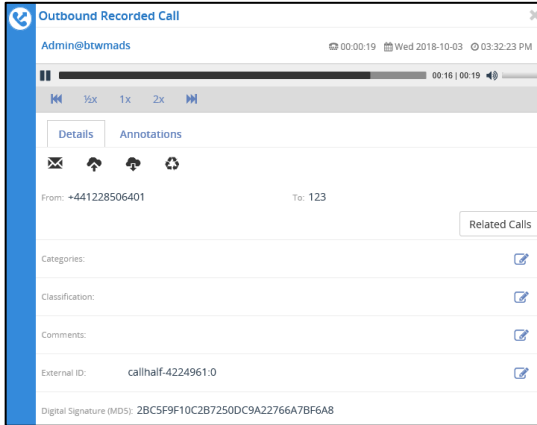 Outbound Recorded Call
Admin@btwmads 00:00:19 Wed 2018-10-03 03:32:23 PM
00:16 | 00:19
½x 1x 2x
Details Annotations
From: +441228506401 To: 123
Related Calls
Categories:
Classification:
Comments:
External ID: callhalf-4224961:0
Digital Signature (MD5): 2BC5F9F10C2B7250DC9A22766A7BF6A8